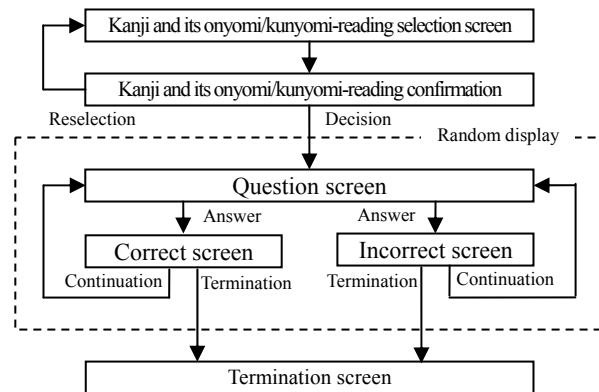 Kanji and its onyomi/kunyomi-reading selection screen
Kanji and its onyomi/kunyomi-reading confirmation
Reselection
Decision
Random display
Question screen
Answer
Answer
Correct screen
Incorrect screen
Continuation
Termination
Termination
Continuation
Termination screen